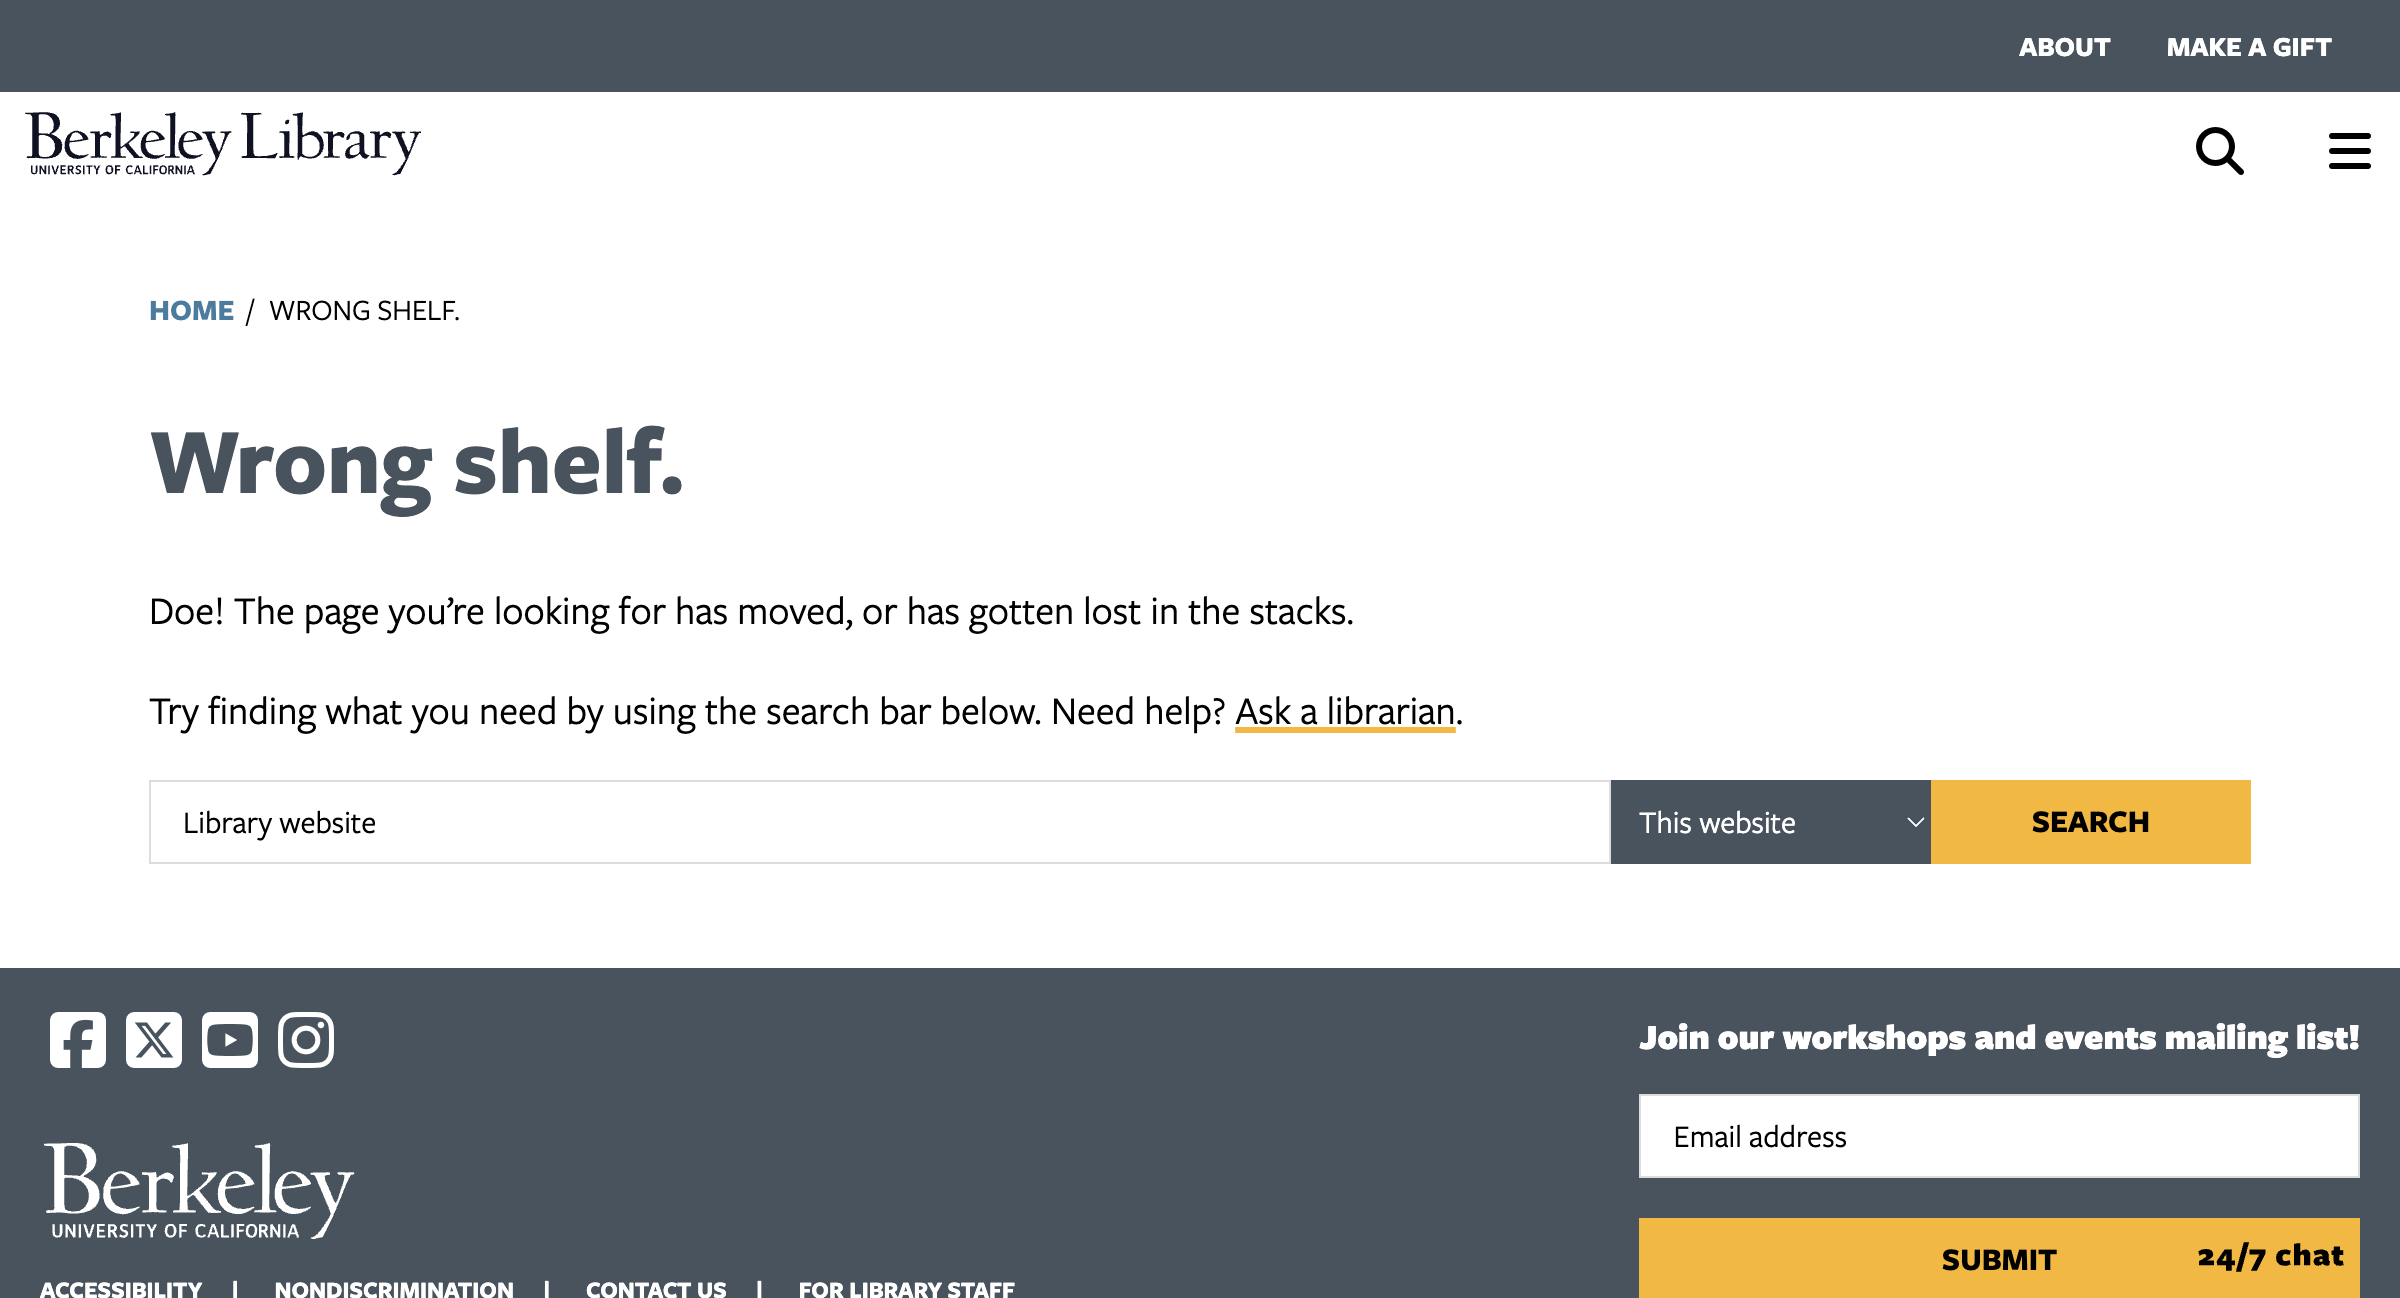 ABOUT MAKE A GIFT
Berkeley Library
UNIVERSITY OF CALIFORNIA
HOME / WRONG SHELF.
Wrong shelf.
Doe! The page you’re looking for has moved, or has gotten lost in the stacks.
Try finding what you need by using the search bar below. Need help? Ask a librarian.
Library website This website SEARCH
Join our workshops and events mailing list!
Email address
Berkeley
UNIVERSITY OF CALIFORNIA
SUBMIT 24/7 chat
ACCESSIBILITY | NONDISCRIMINATION | CONTACT US | FOR LIBRARY STAFF